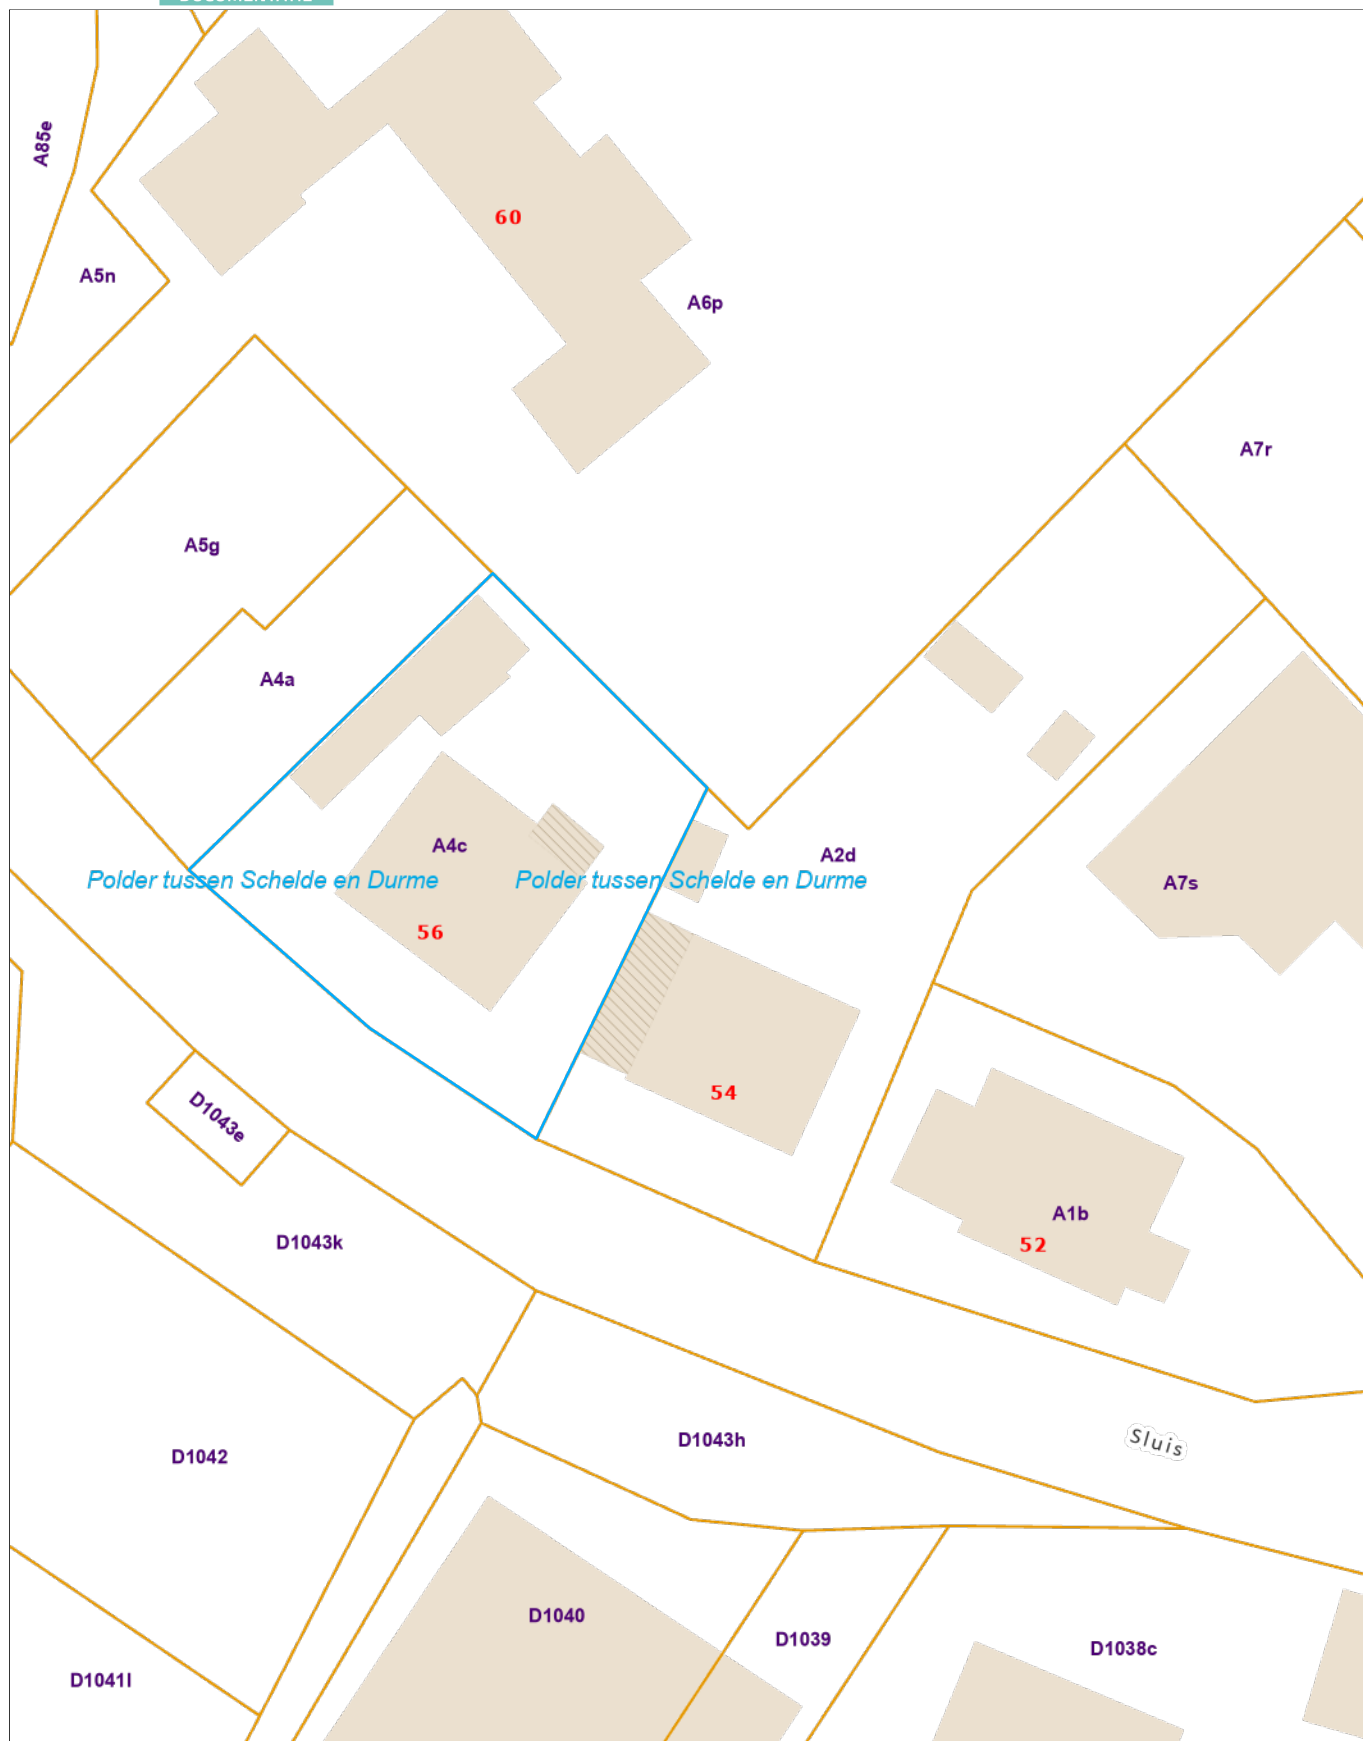 A85e
60
A5n
A6p
A7r
A5g
A4a
A4c
A2d
Polder tussen Schelde en Durme
Polder tussen Schelde en Durme
A7s
56
54
D1043e
A1b
D1043k
52
D1043h
Sluis
D1042
D1040
D1039
D1038c
D1041l